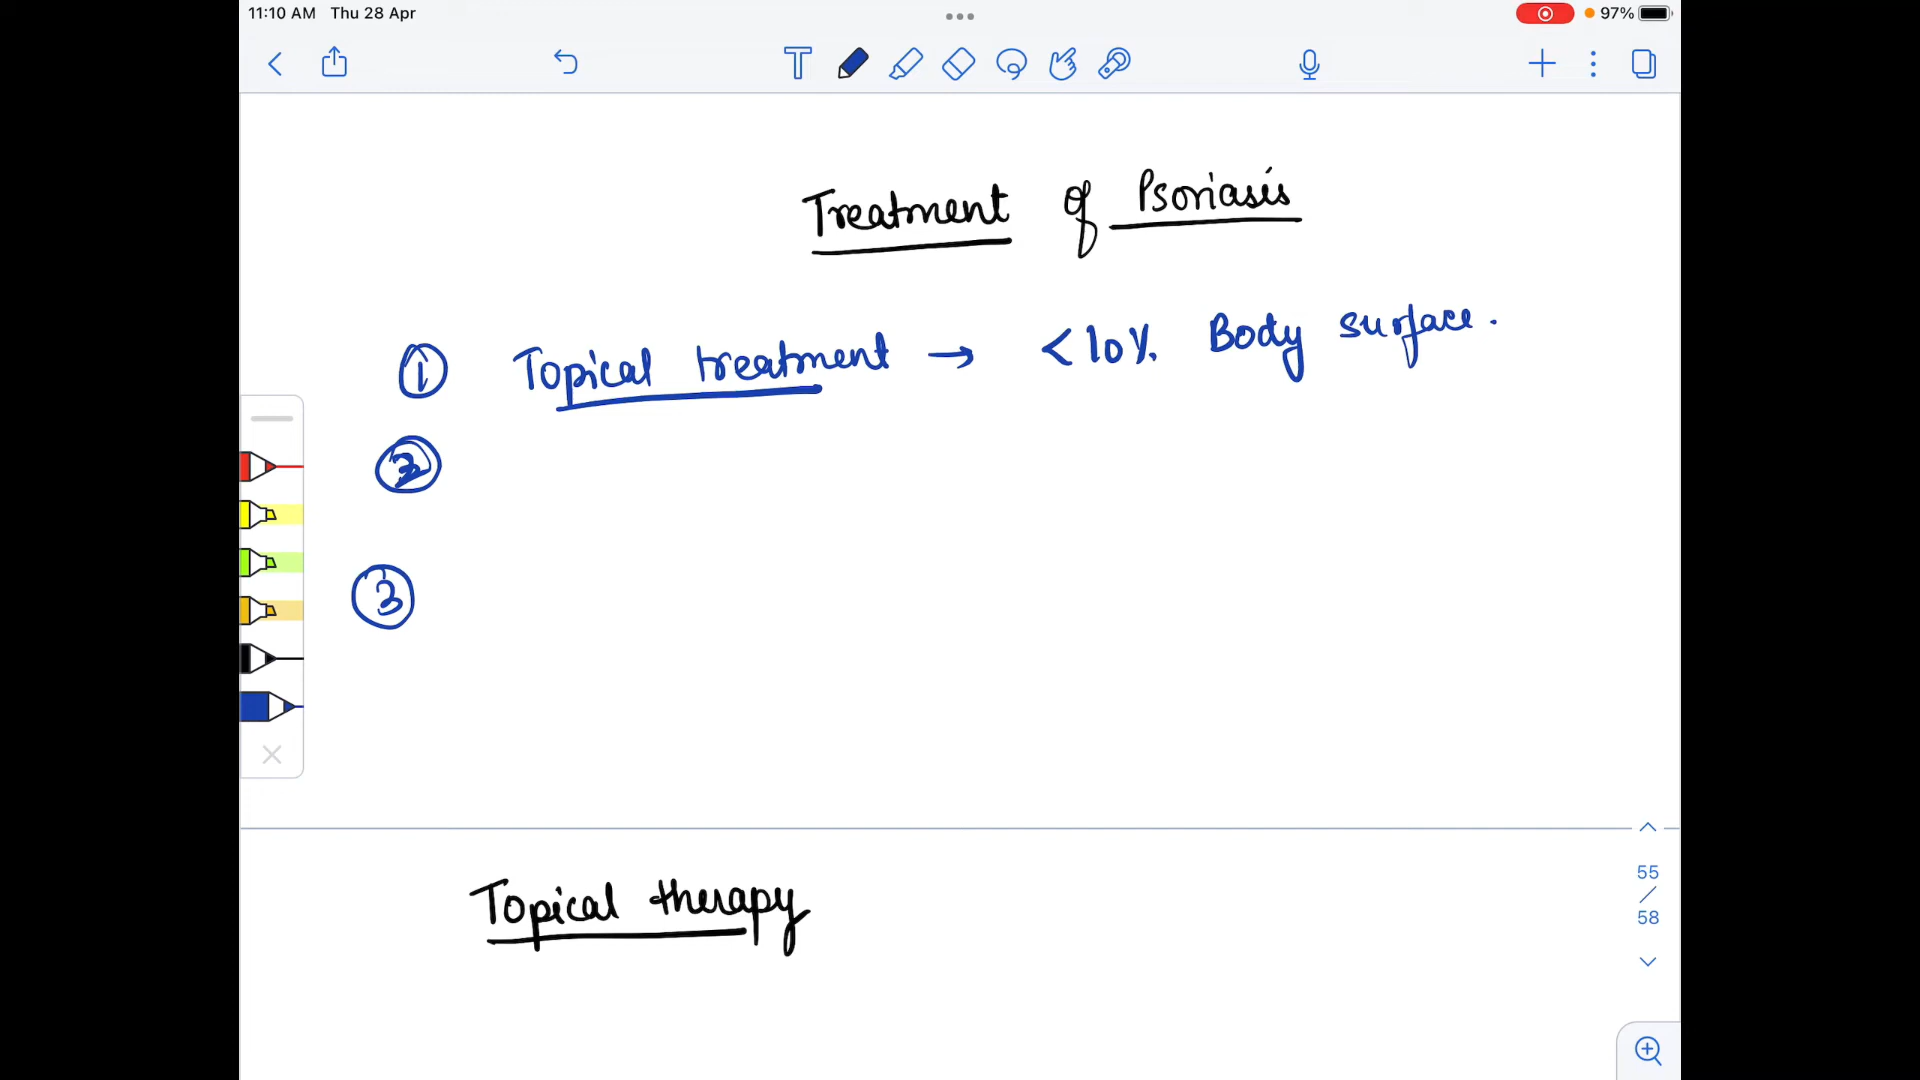 11:10 AM Thu 28 Apr
97%
Treatment of Psoriasis
① Topical treatment → <10% Body surface.
②
③
55
/
58
Topical therapy